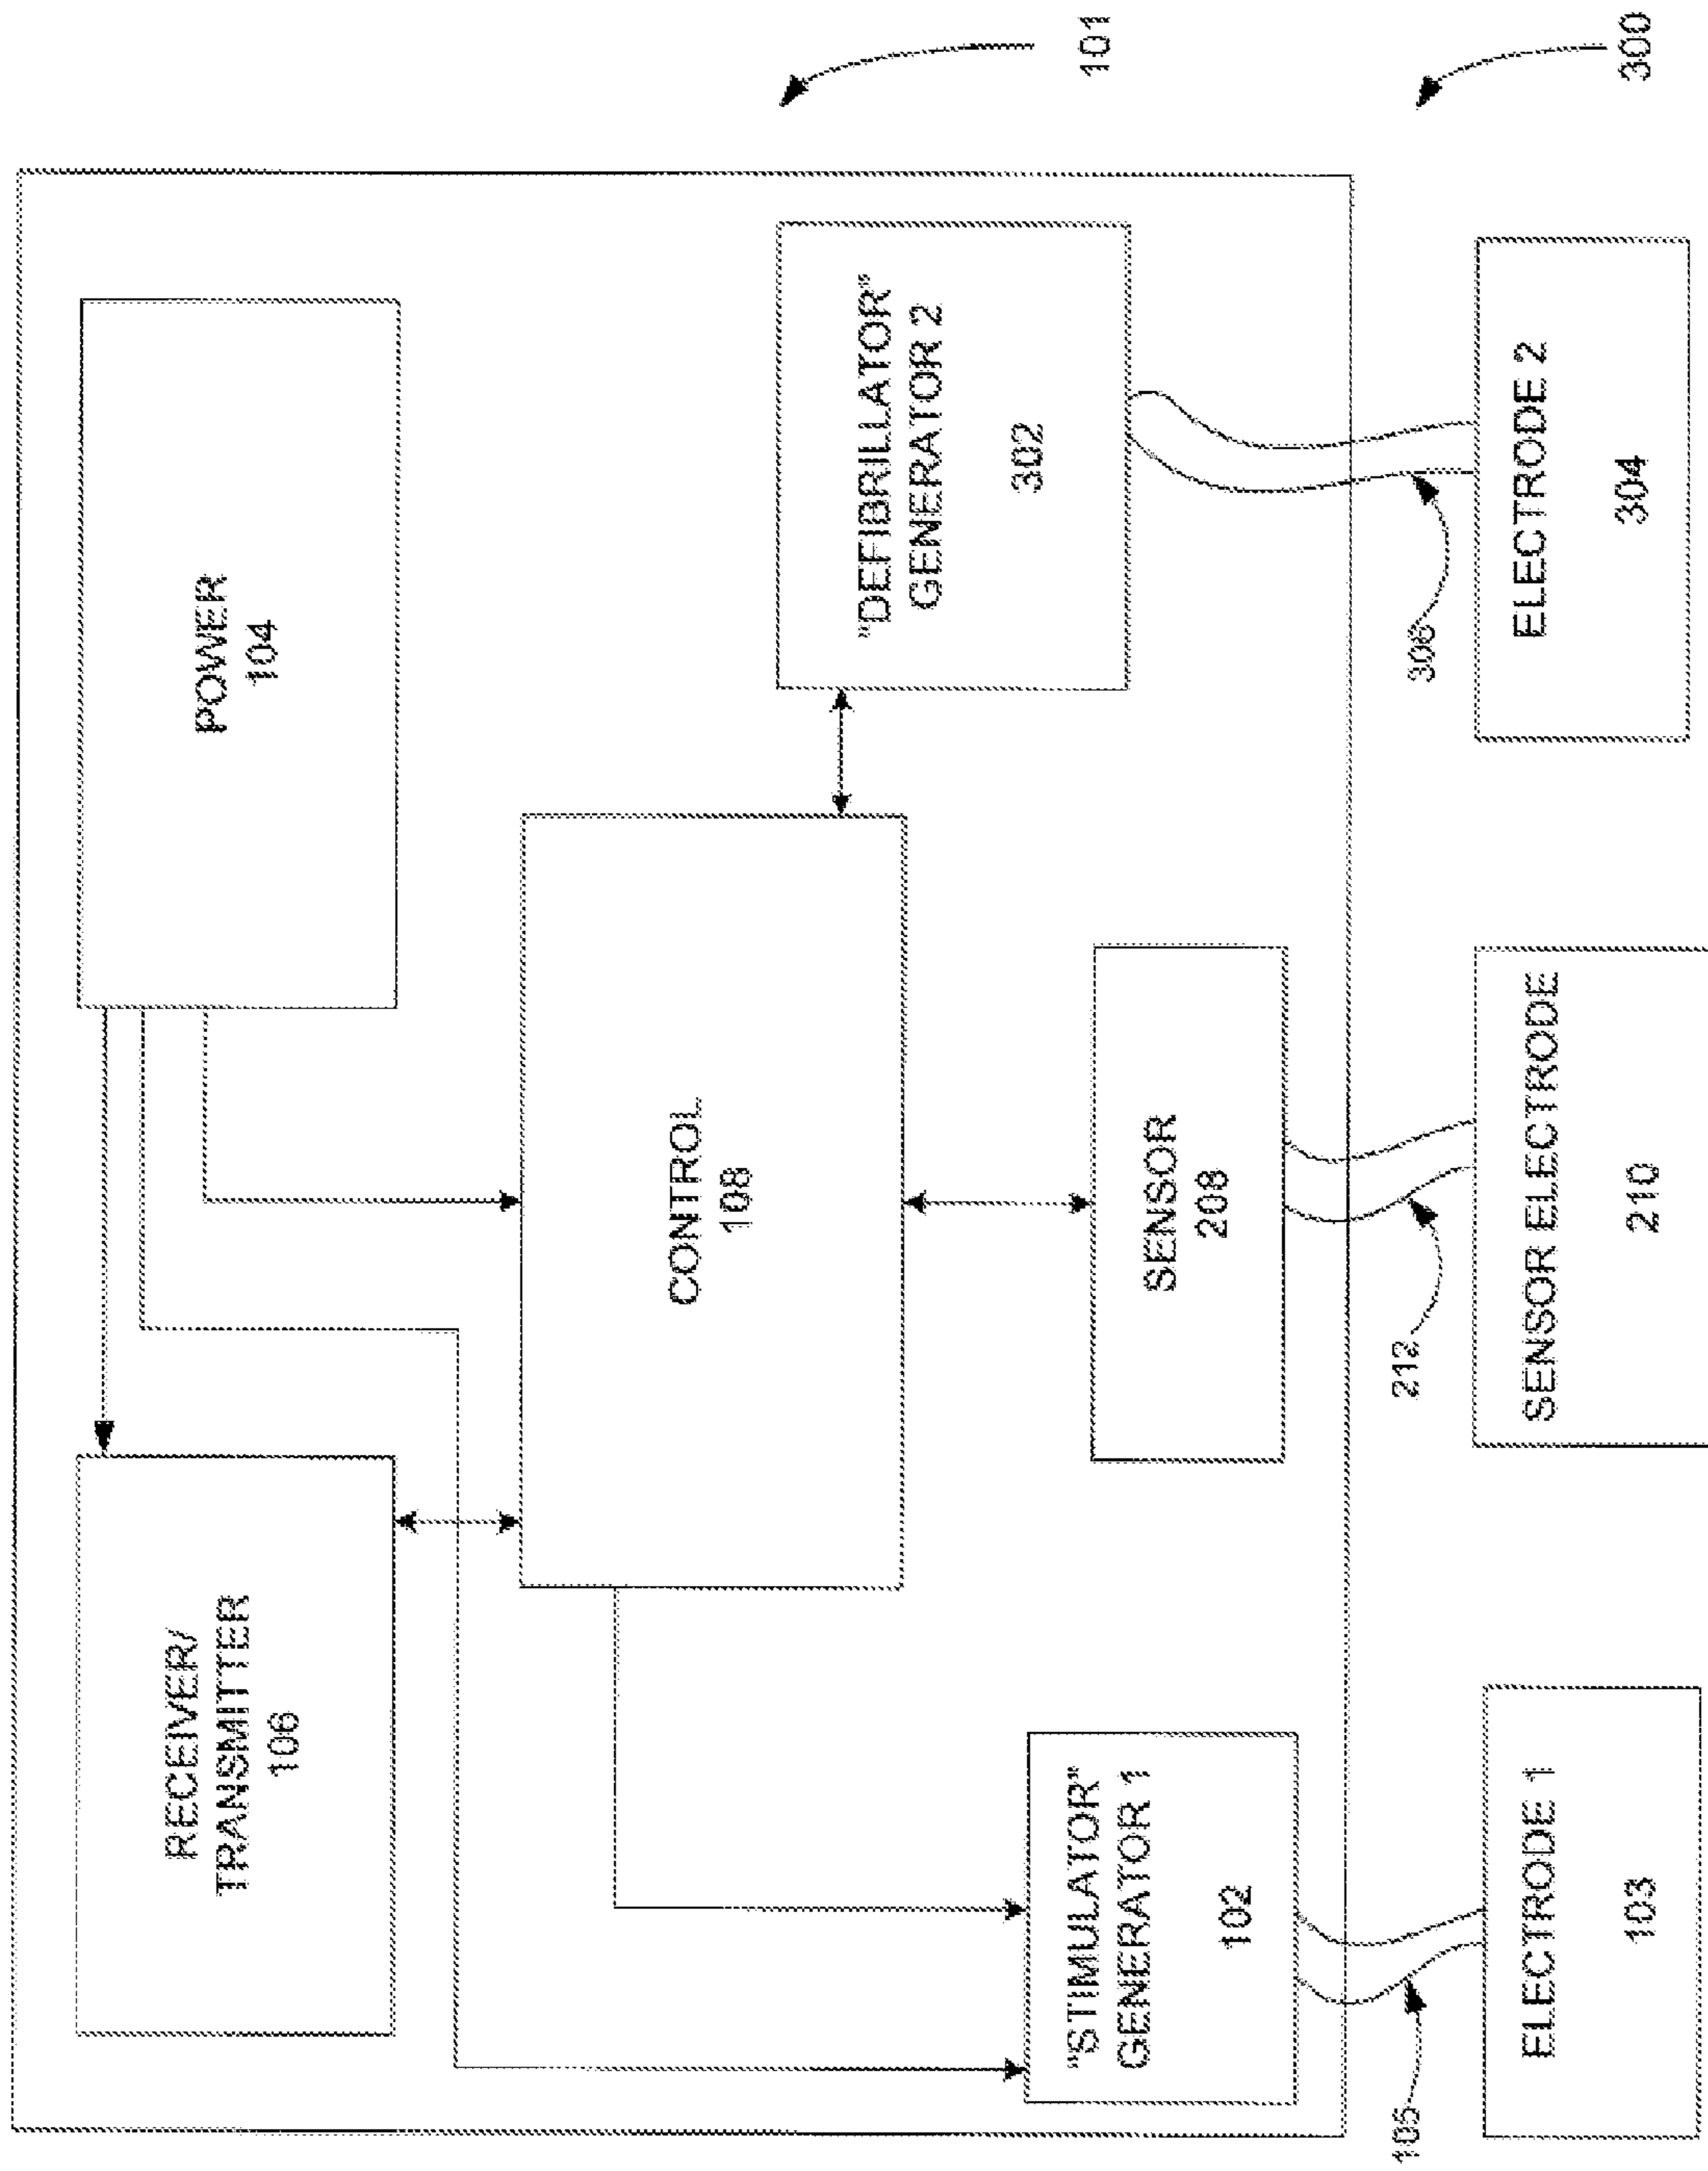 RECEIVER/
TRANSMITTER
106
POWER
104
CONTROL
108
"STIMULATOR"
GENERATOR 1
102
SENSOR
208
"DEFIBRILLATOR"
GENERATOR 2
302
101
105
212
306
300
ELECTRODE 1
103
SENSOR ELECTRODE
210
ELECTRODE 2
304